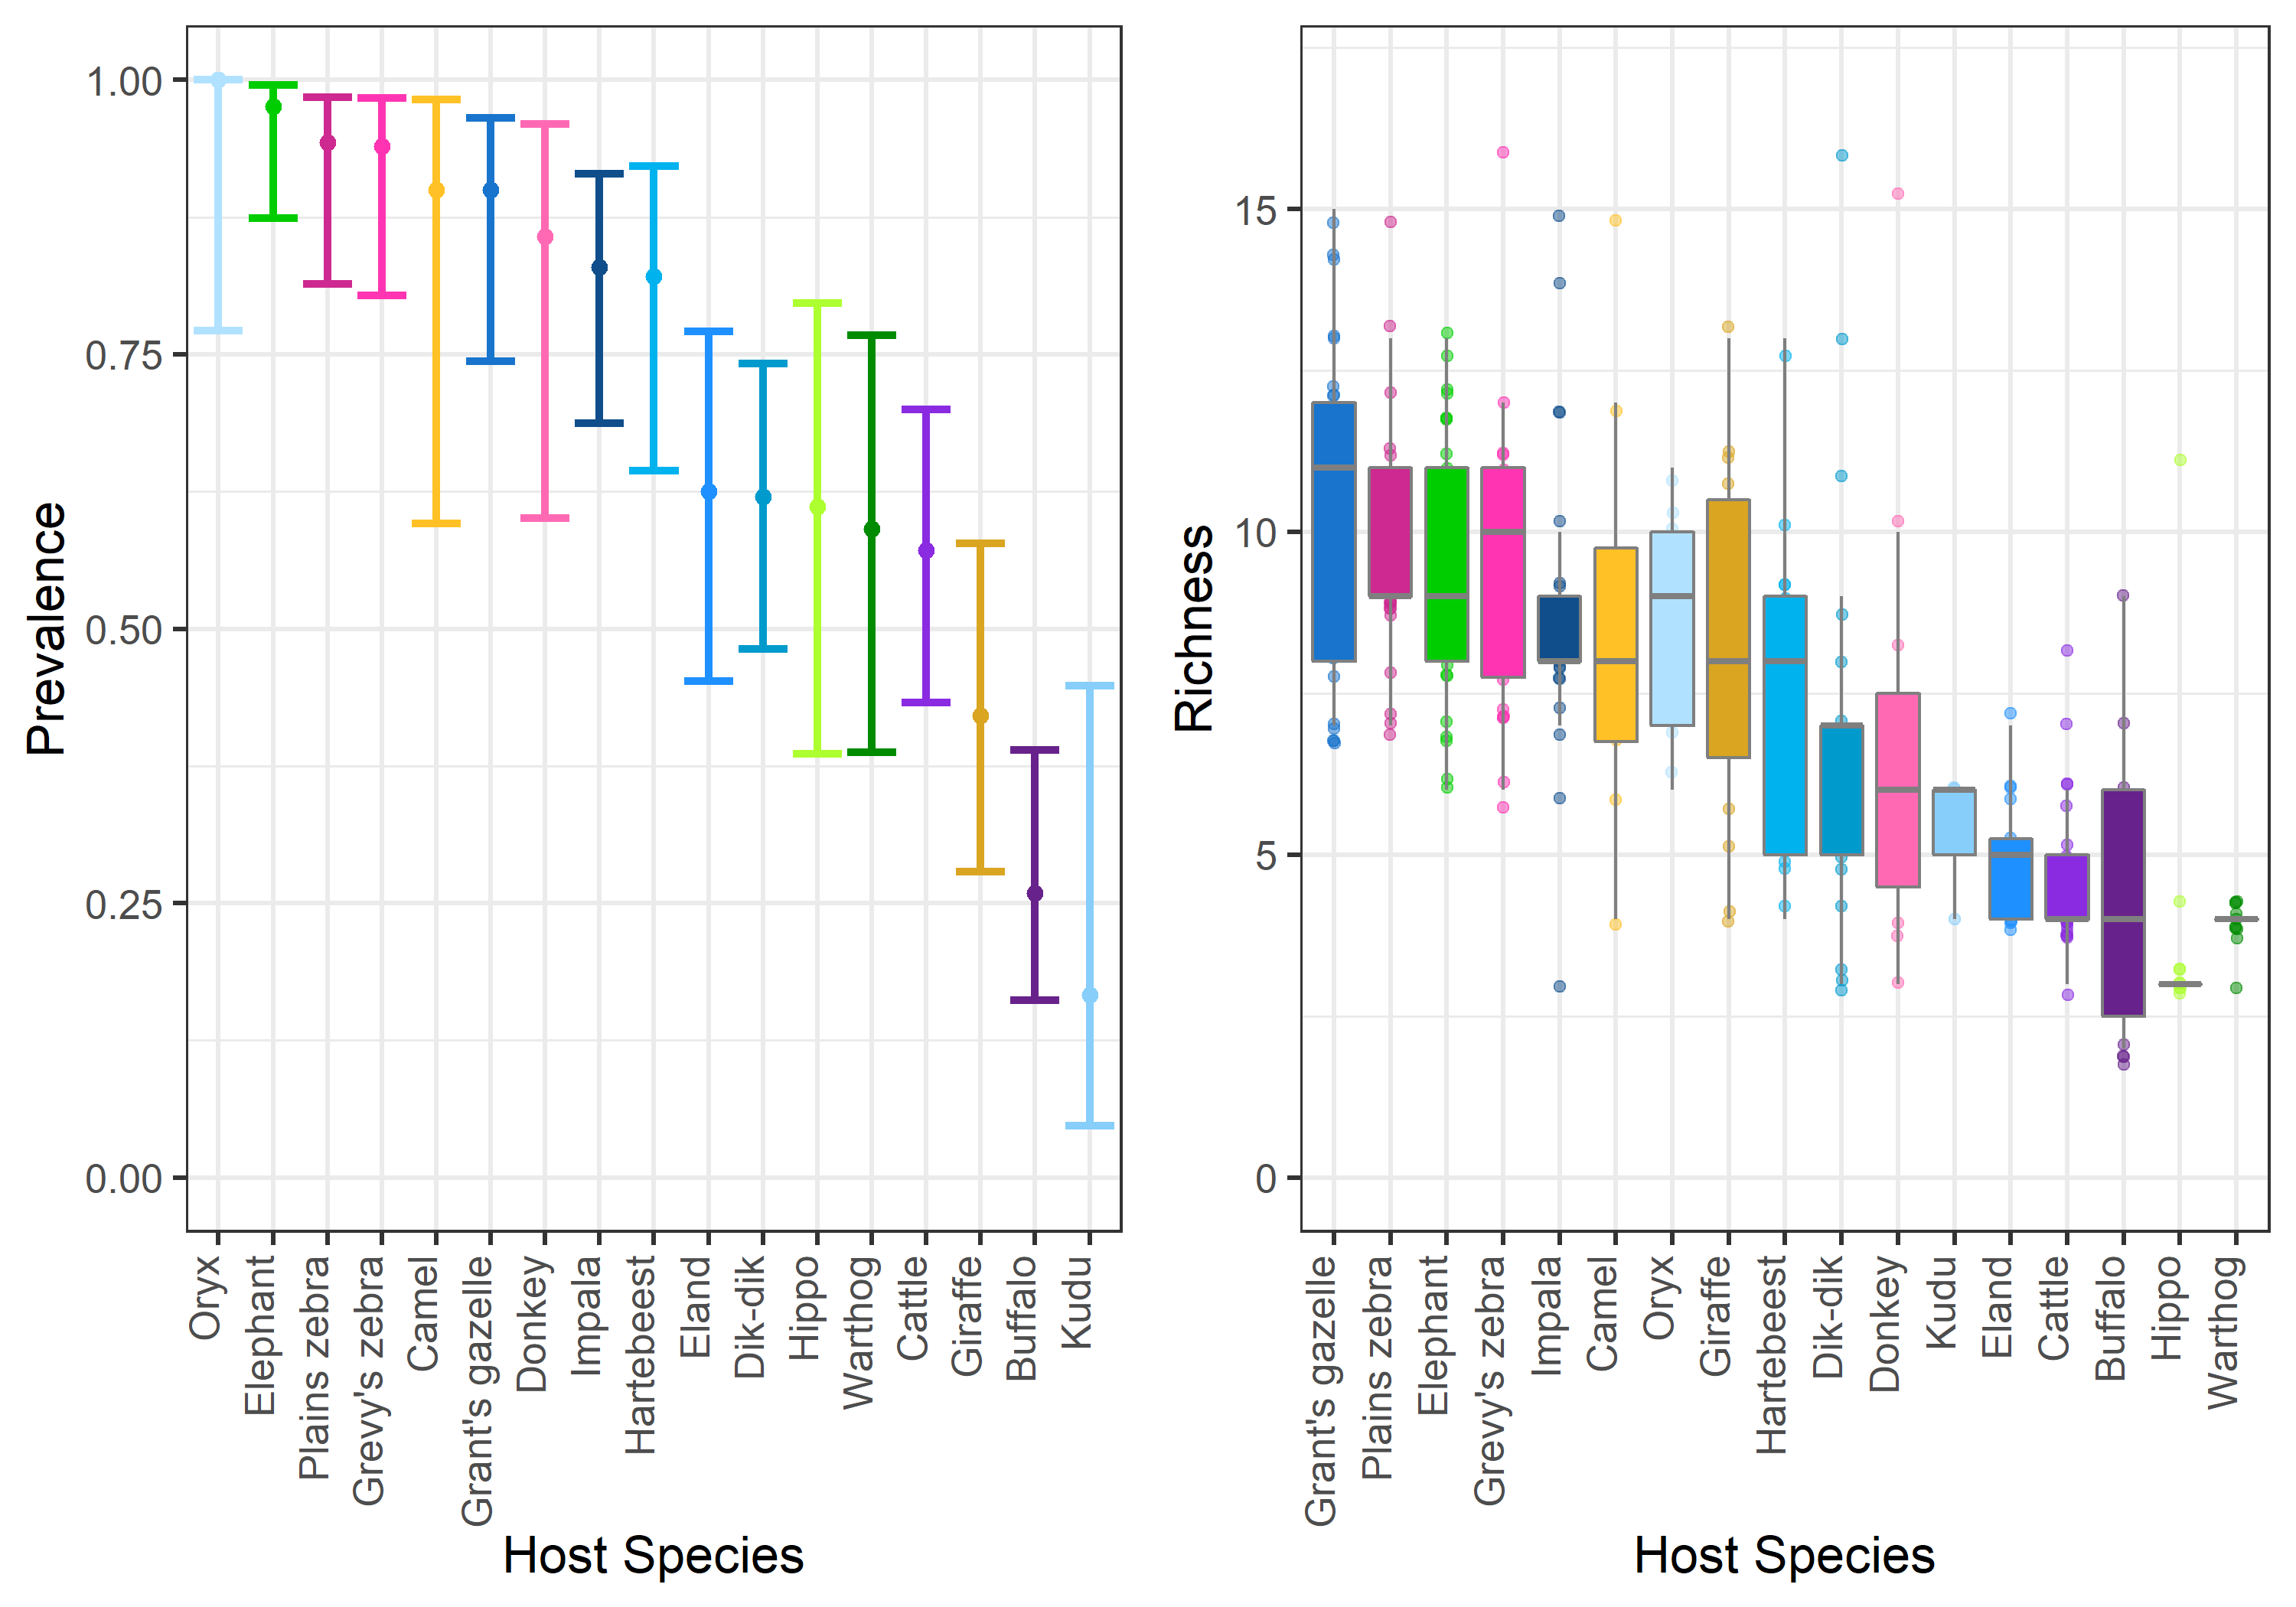 Prevalence
1.00
0.75
0.50
0.25
0.00
Oryx
Elephant
Plains zebra
Grevy's zebra
Camel
Grant's gazelle
Donkey
Impala
Hartebeest
Eland
Dik-dik
Hippo
Warthog
Cattle
Giraffe
Buffalo
Kudu
Host Species
Richness
15
10
5
0
Grant's gazelle
Plains zebra
Elephant
Grevy's zebra
Impala
Camel
Oryx
Giraffe
Hartebeest
Dik-dik
Donkey
Kudu
Eland
Cattle
Buffalo
Hippo
Warthog
Host Species